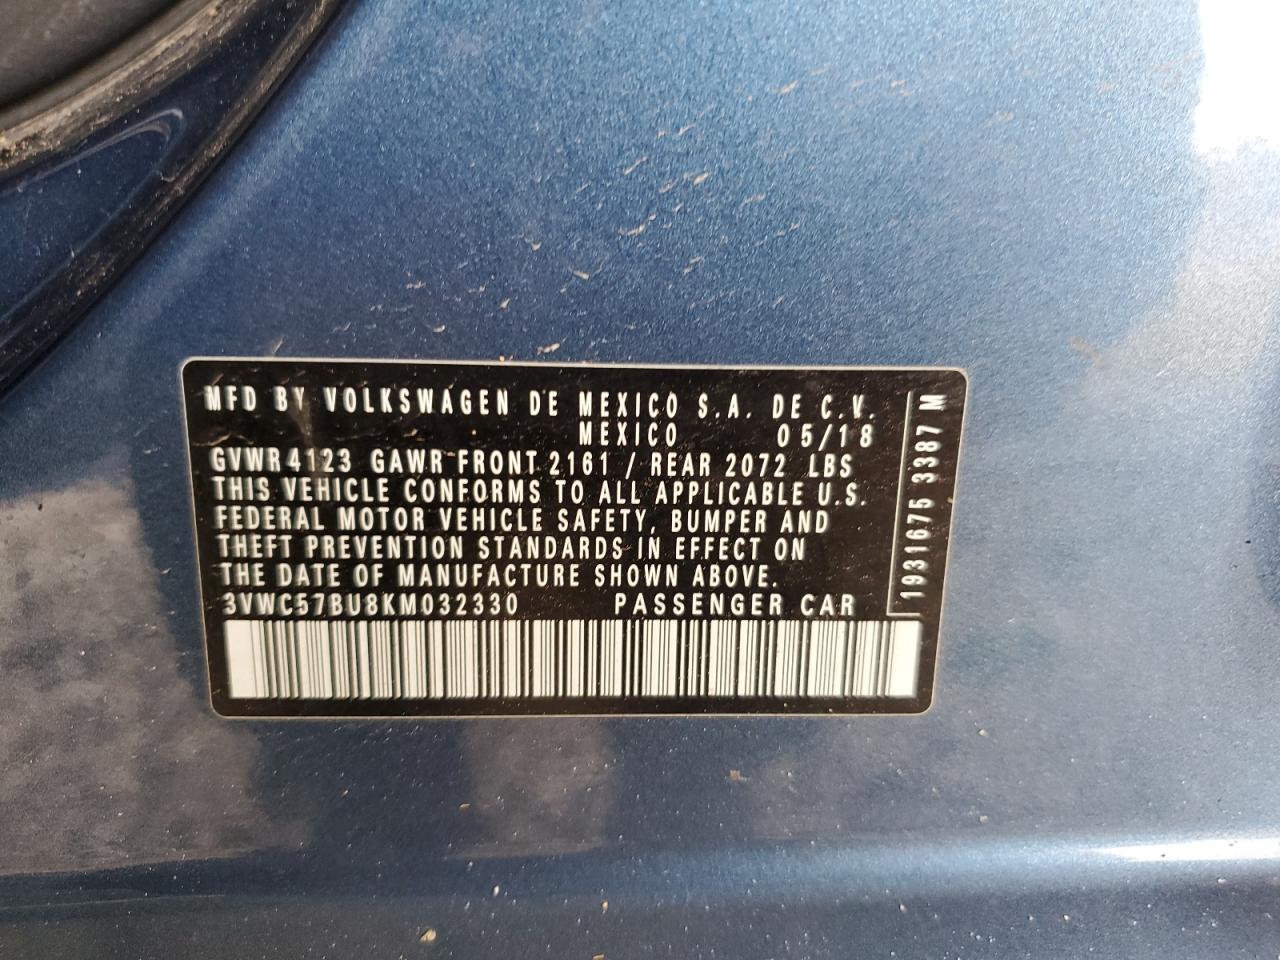 MFD BY VOLKSWAGEN DE MEXICO S.A. DE C.V.
MEXICO 05/18
GVWR 4123 GAWR FRONT 2161 / REAR 2072 LBS
THIS VEHICLE CONFORMS TO ALL APPLICABLE U.S.
FEDERAL MOTOR VEHICLE SAFETY, BUMPER AND
THEFT PREVENTION STANDARDS IN EFFECT ON
THE DATE OF MANUFACTURE SHOWN ABOVE.
3VWC57BU8KM032330 PASSENGER CAR
1931675 3387 M